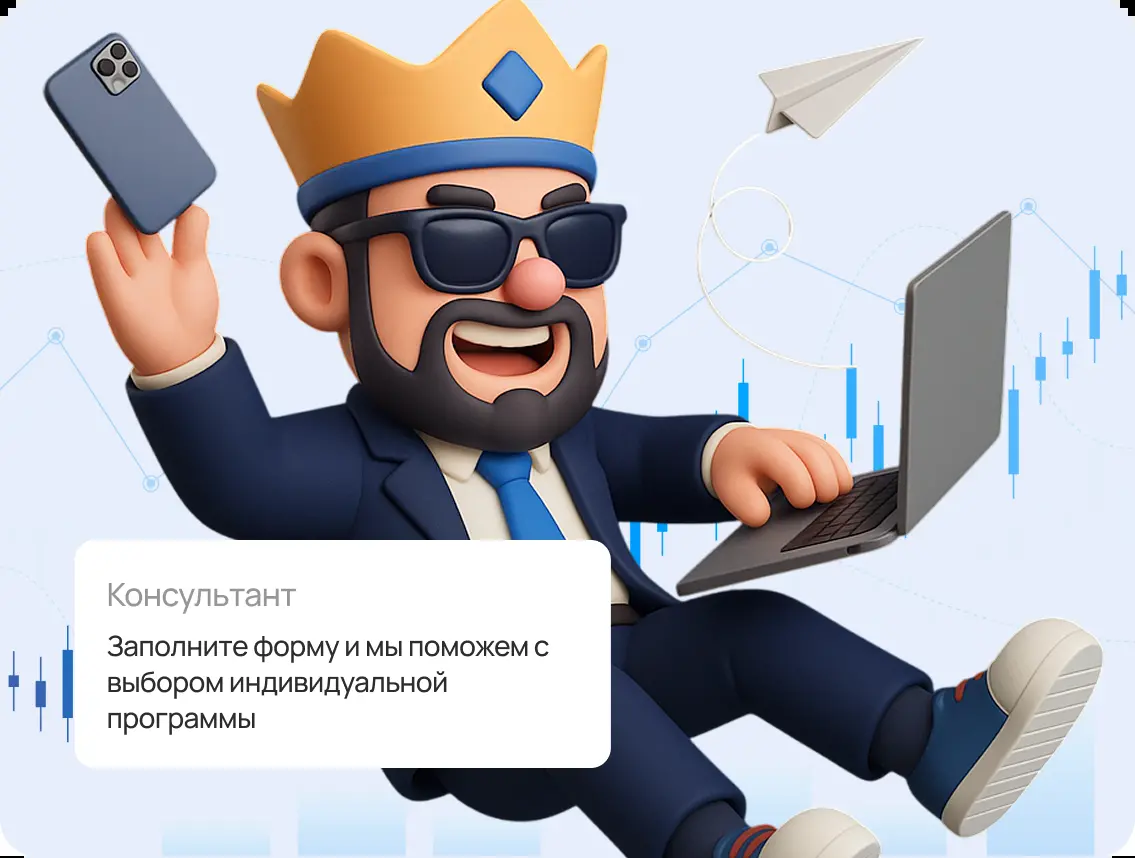 Консультант
Заполните форму и мы поможем с
выбором индивидуальной
программы